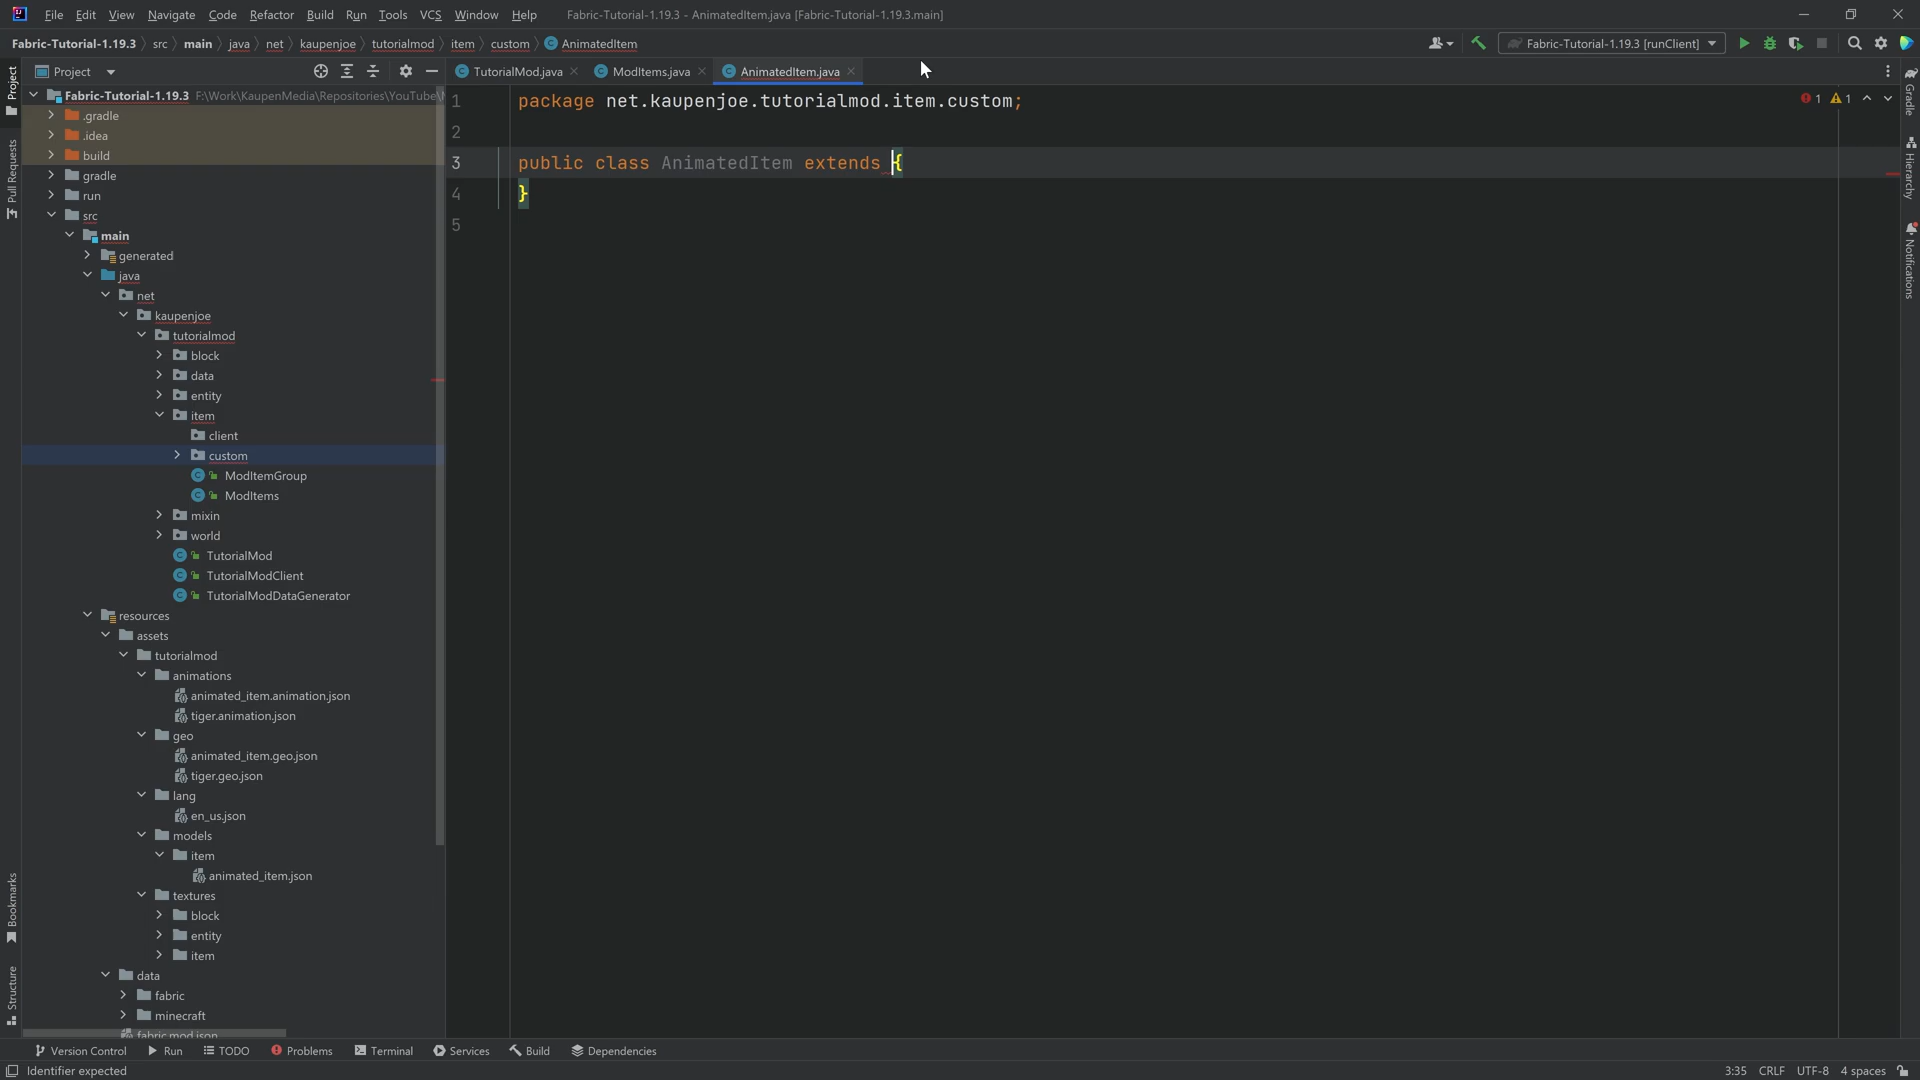 File Edit View Navigate Code Refactor Build Run Tools VCS Window Help Fabric-Tutorial-1.19.3 - AnimatedItem.java [Fabric-Tutorial-1.19.3.main]
Fabric-Tutorial-1.19.3 src main java net kaupenjoe tutorialmod item custom AnimatedItem Fabric-Tutorial-1.19.3 [runClient]
Project TutorialMod.java ModItems.java AnimatedItem.java
Project
Pull Requests
Bookmarks
Structure
Fabric-Tutorial-1.19.3 F:\Work\KaupenMedia\Repositories\YouTube\
.gradle
.idea
build
gradle
run
src
main
generated
java
net
kaupenjoe
tutorialmod
block
data
entity
item
client
custom
ModItemGroup
ModItems
mixin
world
TutorialMod
TutorialModClient
TutorialModDataGenerator
resources
assets
tutorialmod
animations
animated_item.animation.json
tiger.animation.json
geo
animated_item.geo.json
tiger.geo.json
lang
en_us.json
models
item
animated_item.json
textures
block
entity
item
data
fabric
minecraft
fabric.mod.json
1 package net.kaupenjoe.tutorialmod.item.custom;
2
3 public class AnimatedItem extends {
4 }
5
1 1
Gradle
Hierarchy
Notifications
Version Control Run TODO Problems Terminal Services Build Dependencies
Identifier expected 3:35 CRLF UTF-8 4 spaces